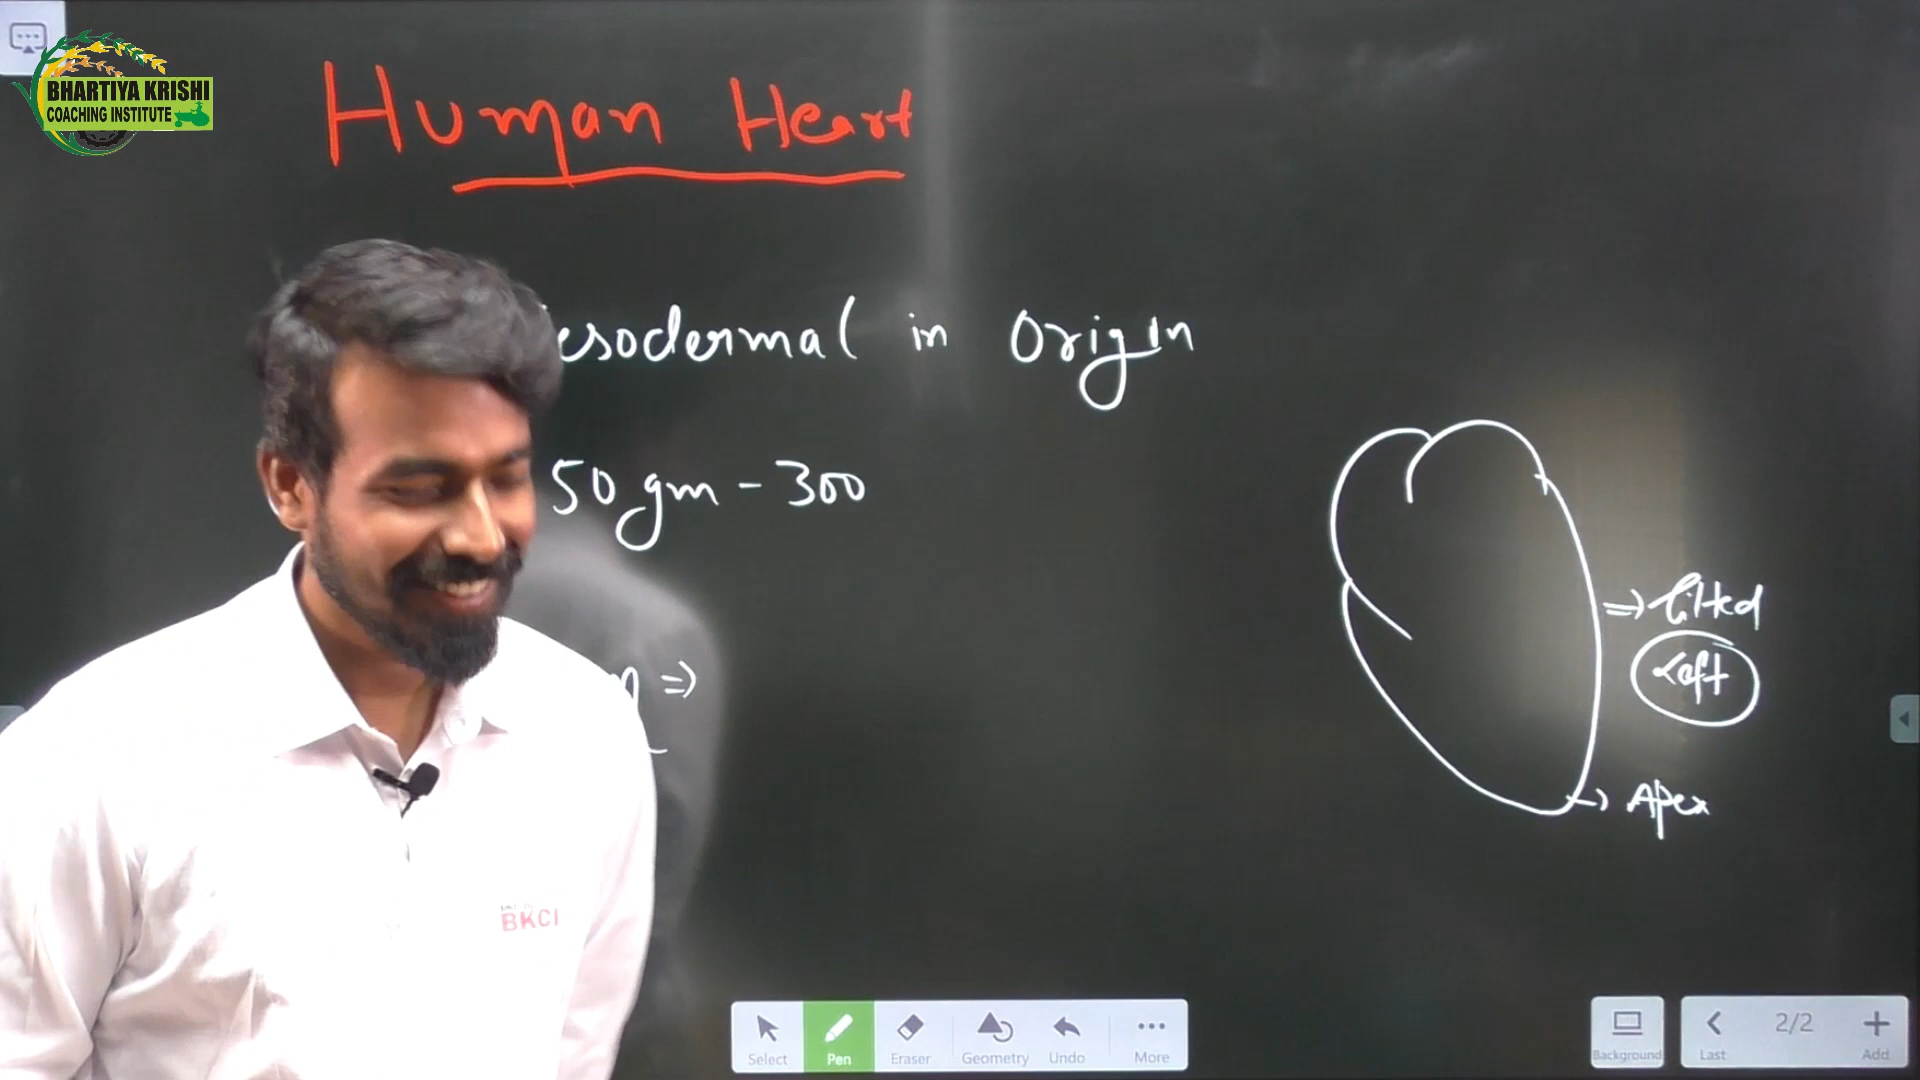 BHARTIYA KRISHI
COACHING INSTITUTE
Human Heart
esodermal in Origin
50 gm - 300
⇒
⇒ tilted
Left
→ Apex
BKCI
Select
Pen
Eraser
Geometry
Undo
More
Background
Last
2/2
Add